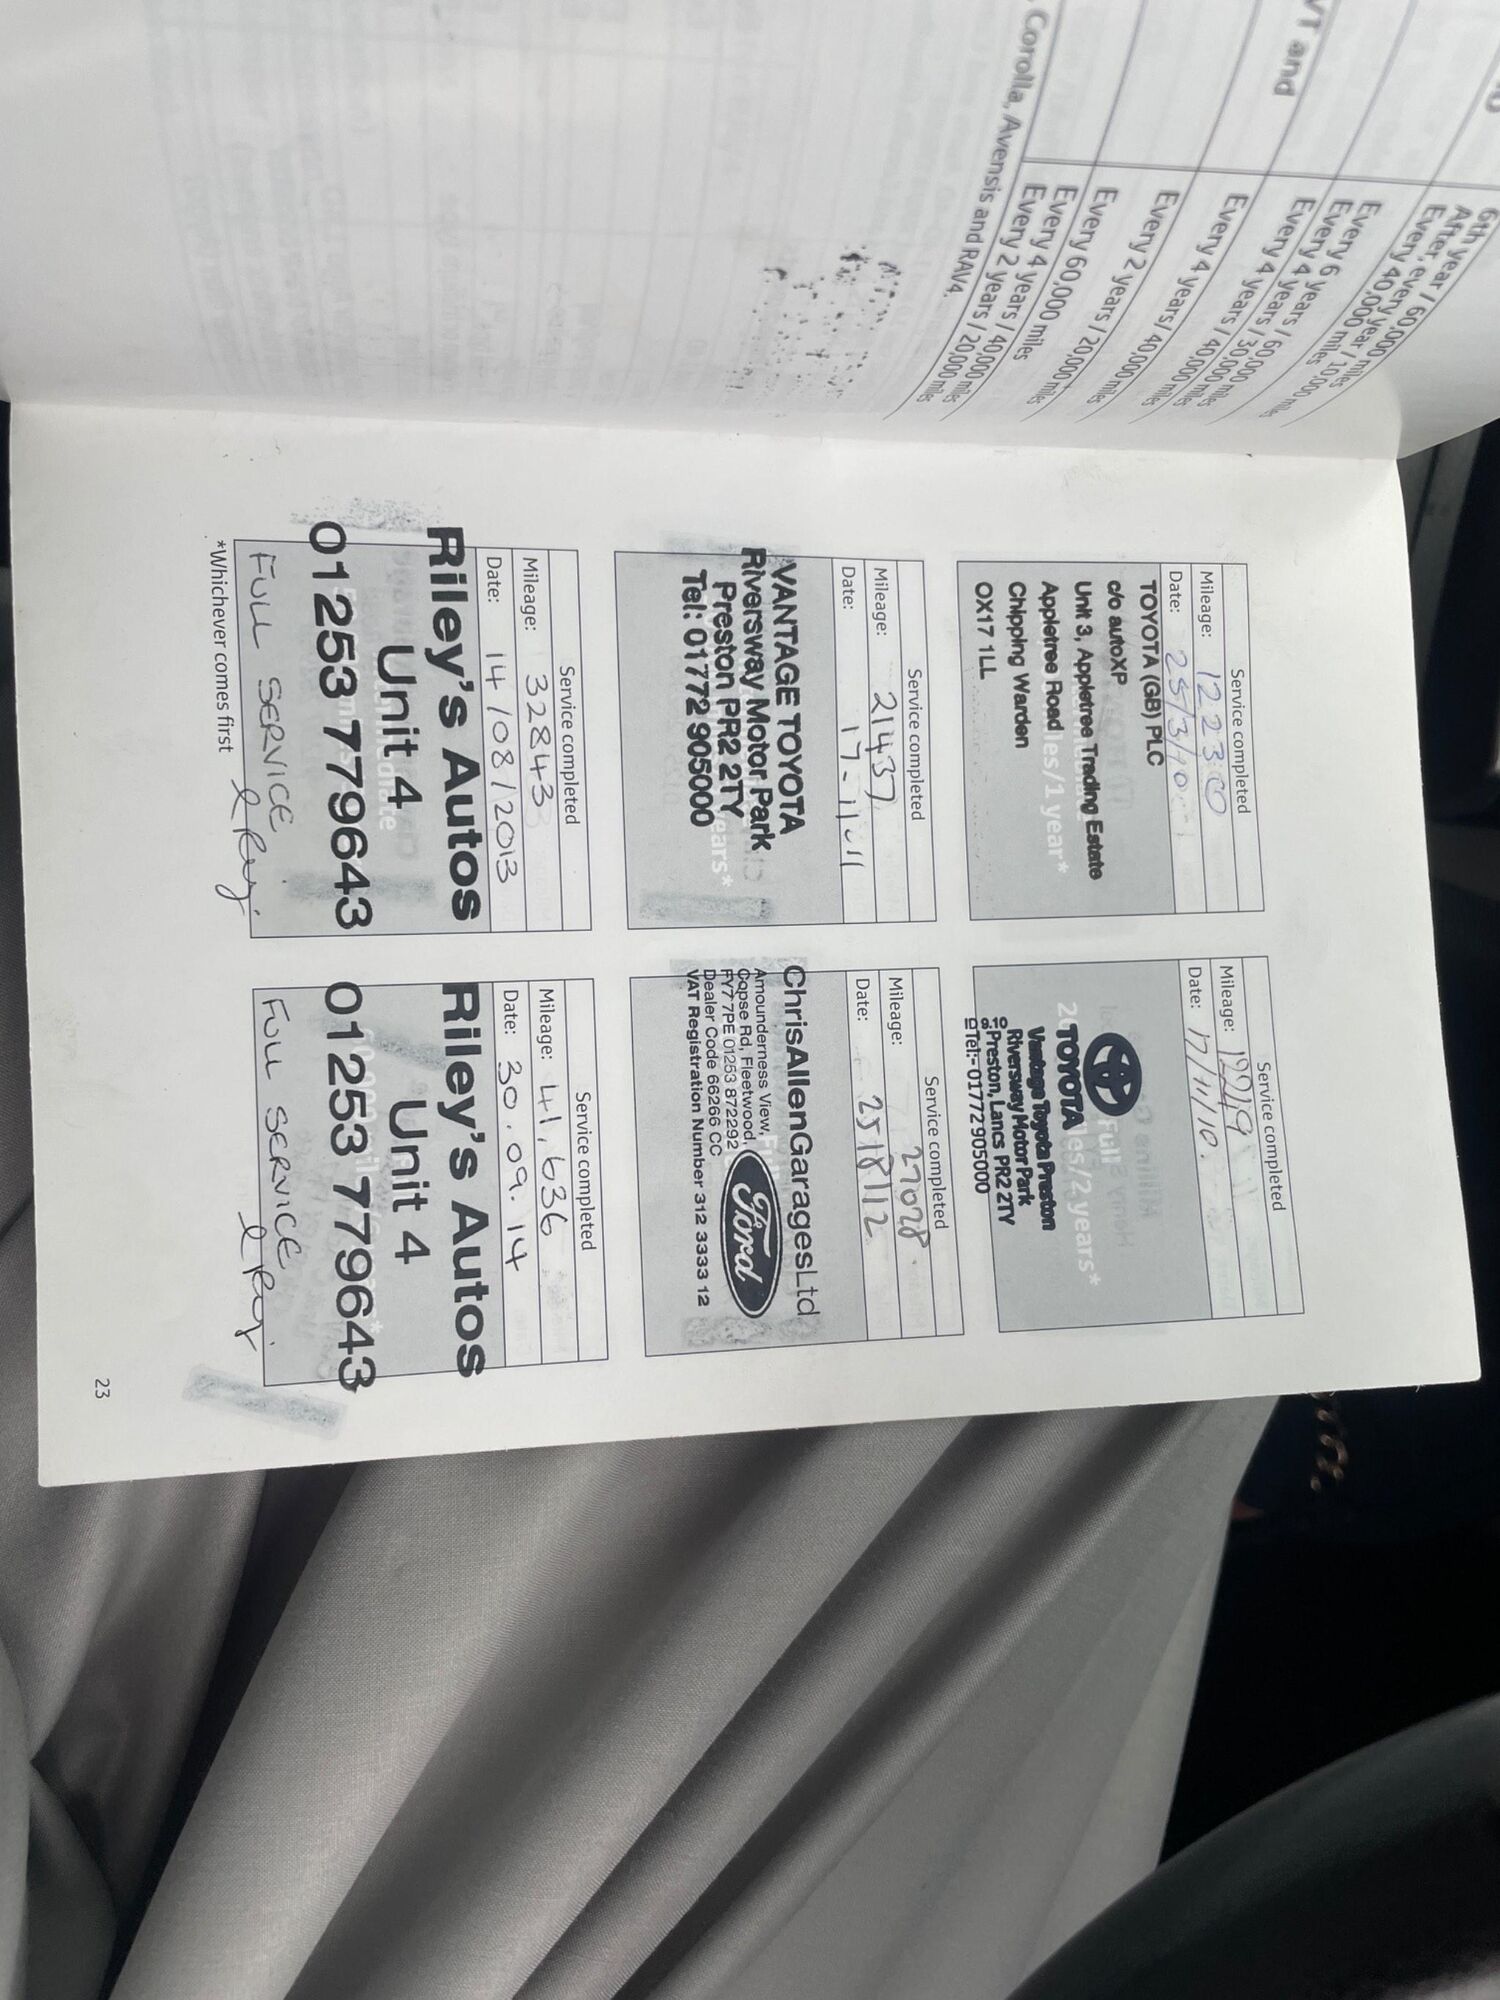 VT and
6th year / 60,000 miles
After, every year / 10,000 miles
Every 40,000 miles
Every 6 years / 60,000 miles
Every 4 years / 30,000 miles
Every 4 years / 40,000 miles
Every 4 years / 40,000 miles
Every 2 years / 20,000 miles
Every 60,000 miles
Every 4 years / 40,000 miles
Every 2 years / 20,000 miles
, Corolla, Avensis and RAV4.
Service completed
Mileage:
Date: 25/3/10
TOYOTA (GB) PLC
c/o autoXP
Unit 3, Appletree Trading Estate
Appletree Road
Chipping Warden
OX17 1LL
les/1 year*
Service completed
Mileage:
Date: 17/11/10.
Full
TOYOTA
les/2 years*
Vantage Toyota Preston
Riversway Motor Park
Preston, Lancs PR2 2TY
Tel:- 01772 905000
Service completed
Mileage: 21437
Date: 17-11-11
VANTAGE TOYOTA
Riversway Motor Park
Preston PR2 2TY
Tel: 01772 905000
ears*
Service completed
Mileage: 27028
Date: 25/8/12
ChrisAllenGaragesLtd
Amounderness View,
Copse Rd, Fleetwood,
FY7 7PE 01253 872292
Dealer Code 66266 CC
VAT Registration Number 312 3333 12
Ford
Service completed
Mileage: 32843
Date: 14/08/2013
Riley's Autos
Unit 4
01253 779643
FULL SERVICE
Service completed
Mileage: 41,636
Date: 30.09.14
Riley's Autos
Unit 4
01253 779643
FULL SERVICE
*Whichever comes first
23